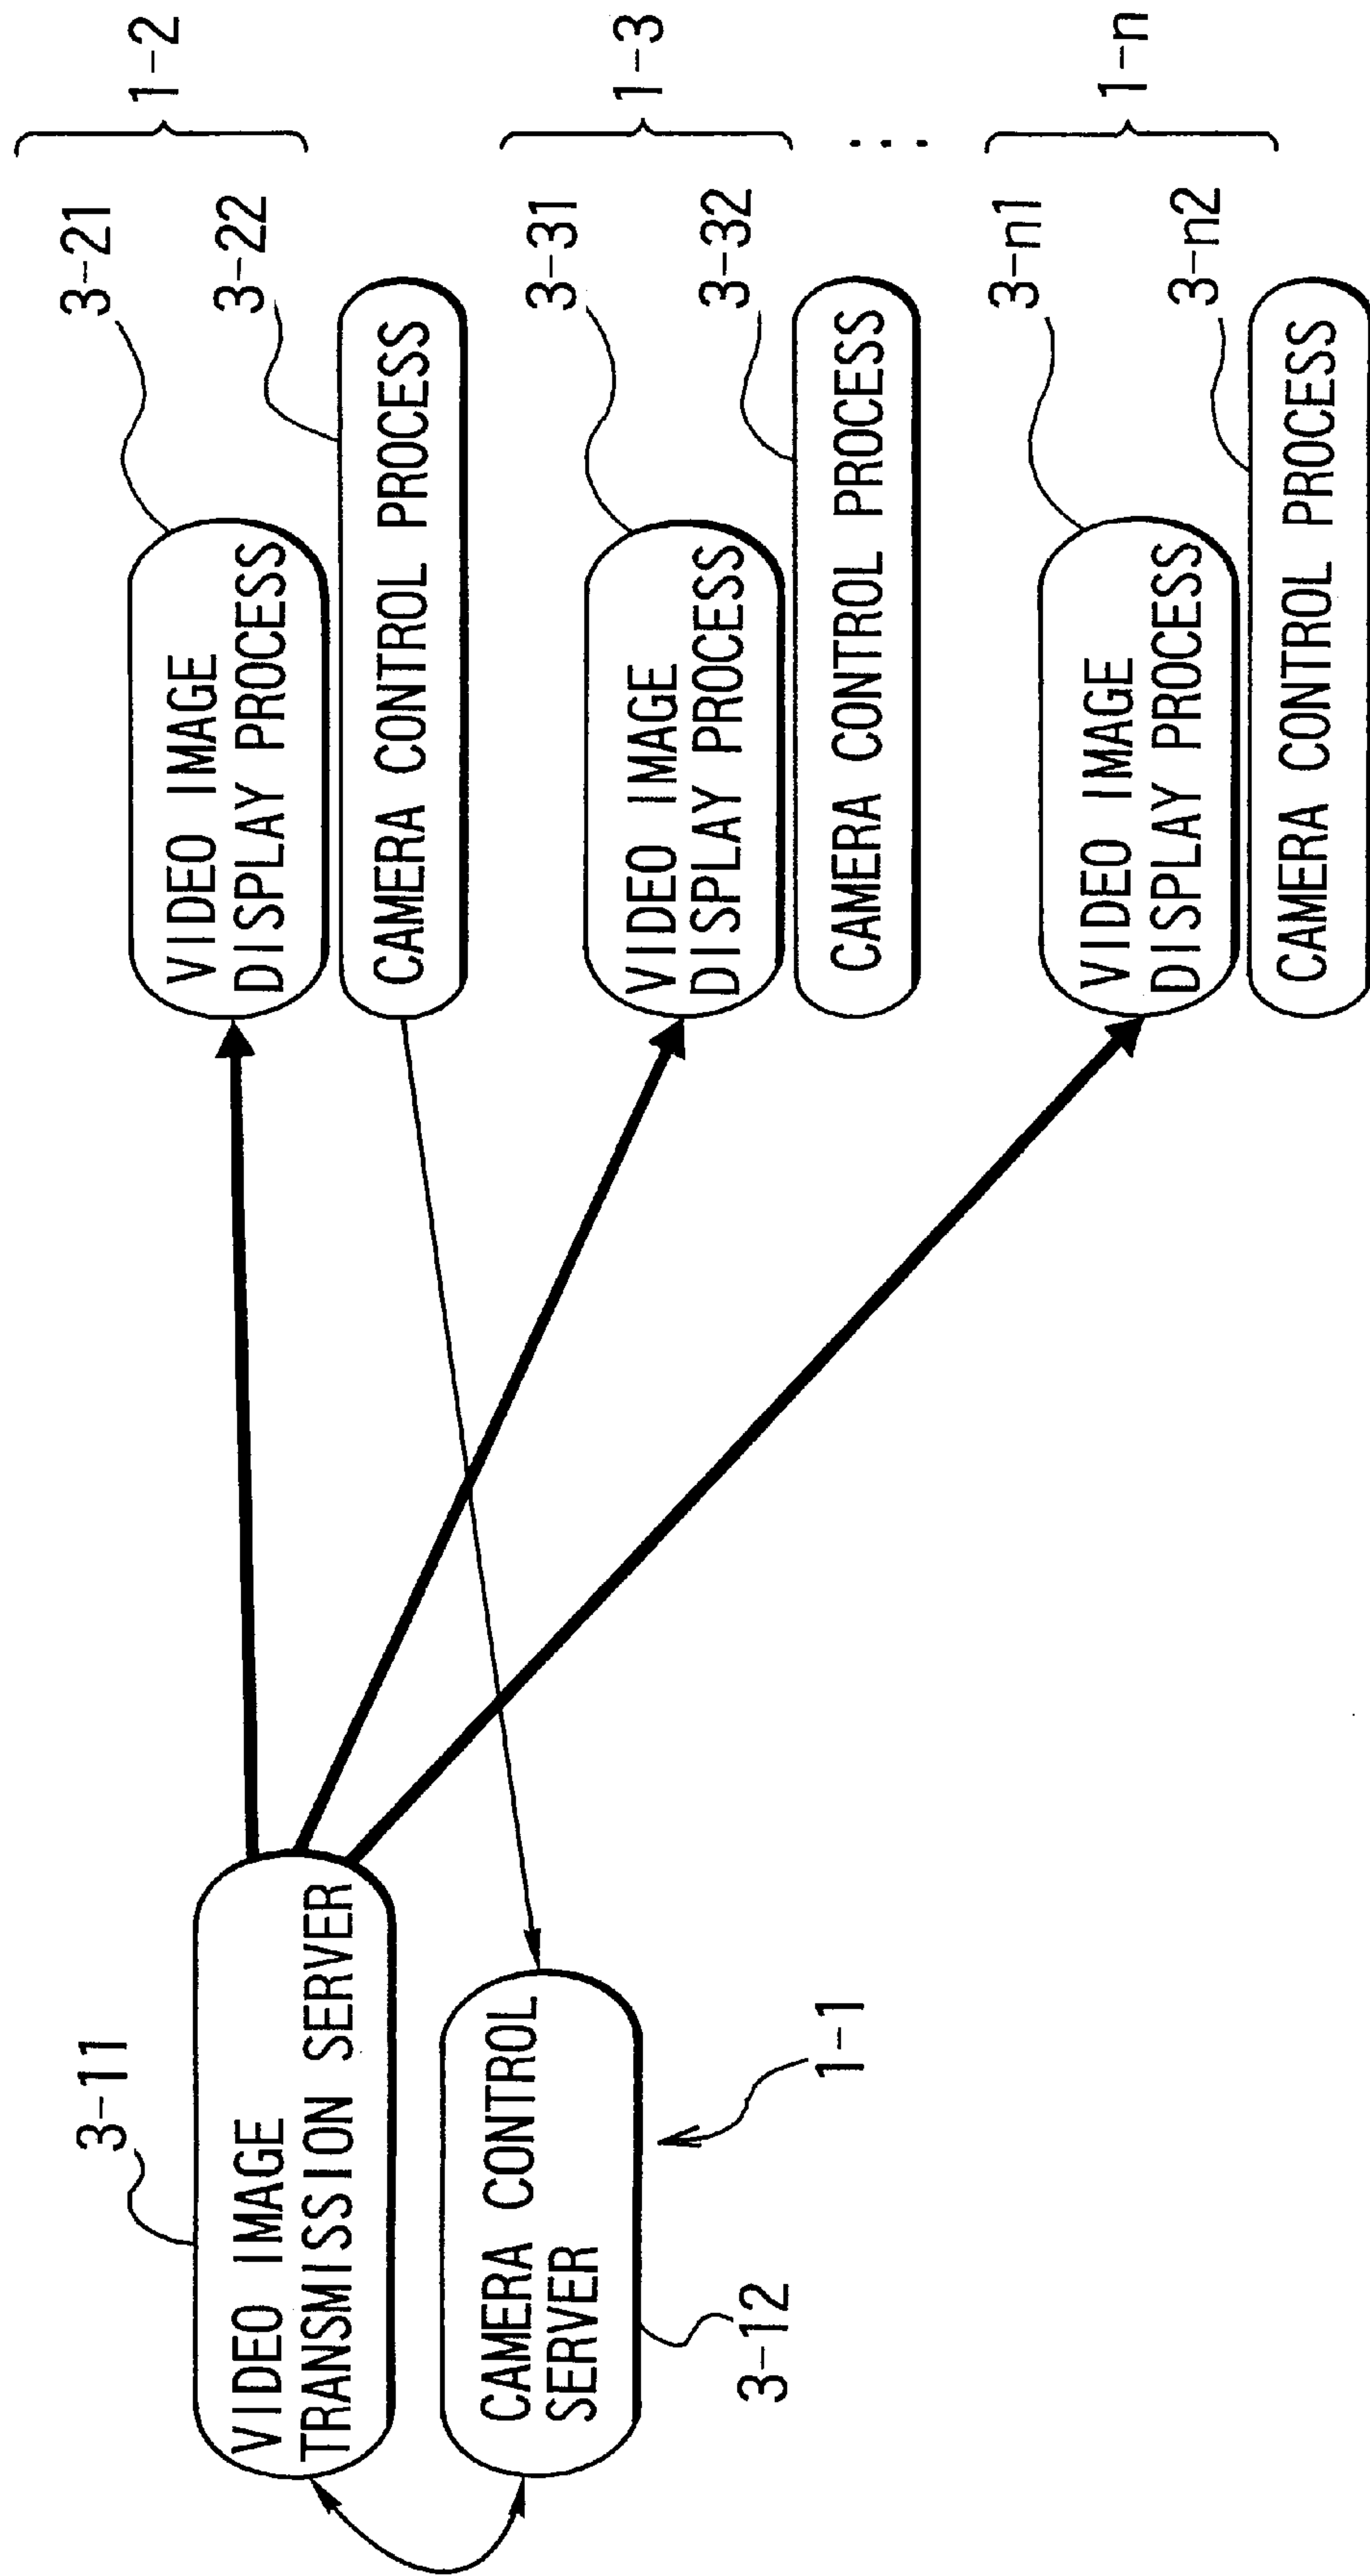 3-11
VIDEO IMAGE
TRANSMISSION SERVER
CAMERA CONTROL
SERVER
3-12
1-1
3-21
1-2
VIDEO IMAGE
DISPLAY PROCESS
3-22
CAMERA CONTROL PROCESS
3-31
1-3
VIDEO IMAGE
DISPLAY PROCESS
3-32
CAMERA CONTROL PROCESS
3-n1
1-n
VIDEO IMAGE
DISPLAY PROCESS
3-n2
CAMERA CONTROL PROCESS